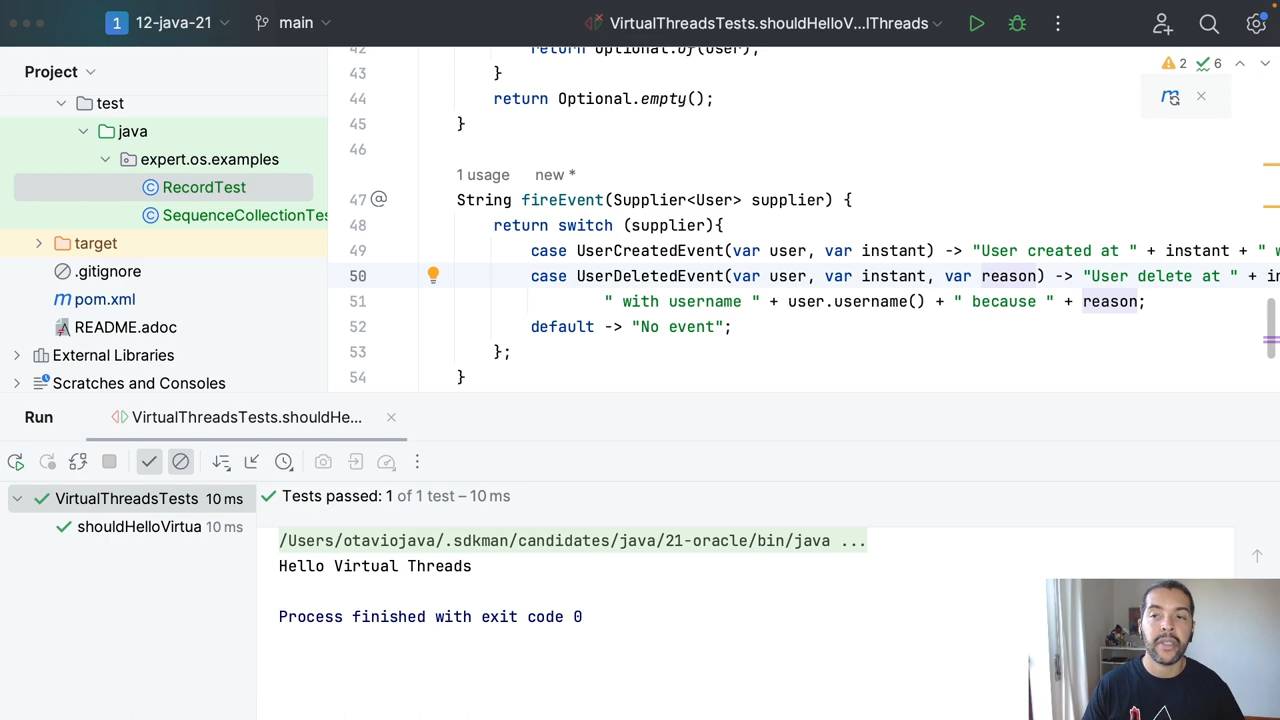 1 12-java-21 main VirtualThreadsTests.shouldHelloV...lThreads
Project
test
java
expert.os.examples
RecordTest
SequenceCollectionTes
target
.gitignore
pom.xml
README.adoc
External Libraries
Scratches and Consoles
2 6
42 return Optional.of(user);
43 }
44 return Optional.empty();
45 }
46
1 usage new *
47 @ String fireEvent(Supplier<User> supplier) {
48 return switch (supplier){
49 case UserCreatedEvent(var user, var instant) -> "User created at " + instant + " w
50 case UserDeletedEvent(var user, var instant, var reason) -> "User delete at " + in
51 " with username " + user.username() + " because " + reason;
52 default -> "No event";
53 };
54 }
Run VirtualThreadsTests.shouldHe...
VirtualThreadsTests 10 ms
shouldHelloVirtua 10 ms
Tests passed: 1 of 1 test – 10 ms
/Users/otaviojava/.sdkman/candidates/java/21-oracle/bin/java ...
Hello Virtual Threads
Process finished with exit code 0